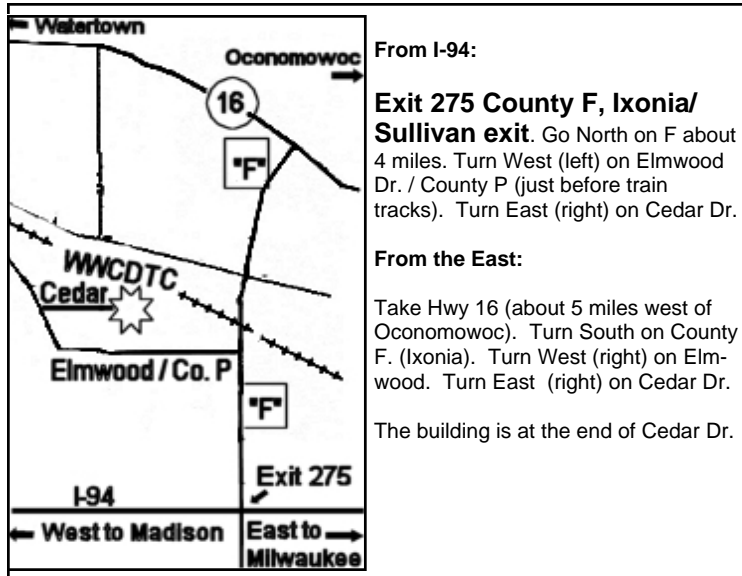 Watertown
Oconomowoc
16
"F"
WWCDTC
Cedar
Elmwood / Co. P
"F"
Exit 275
I-94
West to Madison
East to
Milwaukee
From I-94:
Exit 275 County F, Ixonia/
Sullivan exit. Go North on F about
4 miles. Turn West (left) on Elmwood
Dr. / County P (just before train
tracks).  Turn East (right) on Cedar Dr.
From the East:
Take Hwy 16 (about 5 miles west of
Oconomowoc).  Turn South on County
F. (Ixonia).  Turn West (right) on Elm-
wood.  Turn East  (right) on Cedar Dr.
The building is at the end of Cedar Dr.